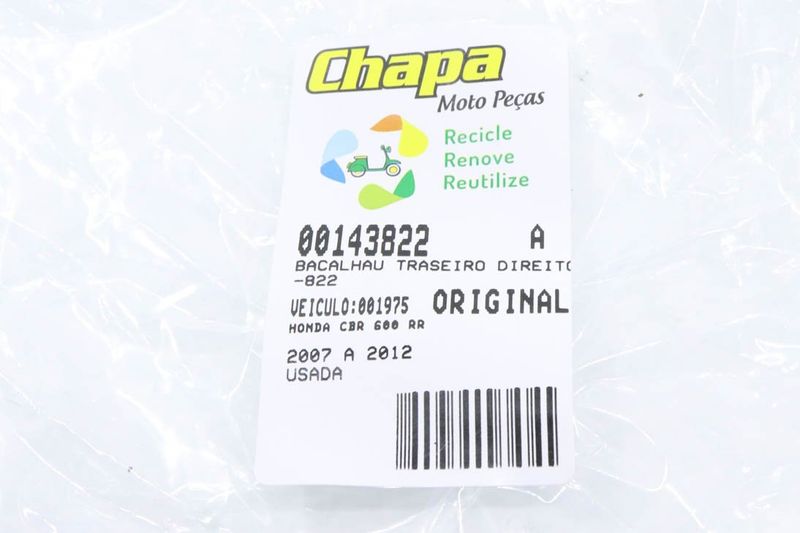 Chapa
Moto Peças
Recicle
Renove
Reutilize
00143822 A
BACALHAU TRASEIRO DIREITO
-822
VEICULO:001975 ORIGINAL
HONDA CBR 600 RR
2007 A 2012
USADA